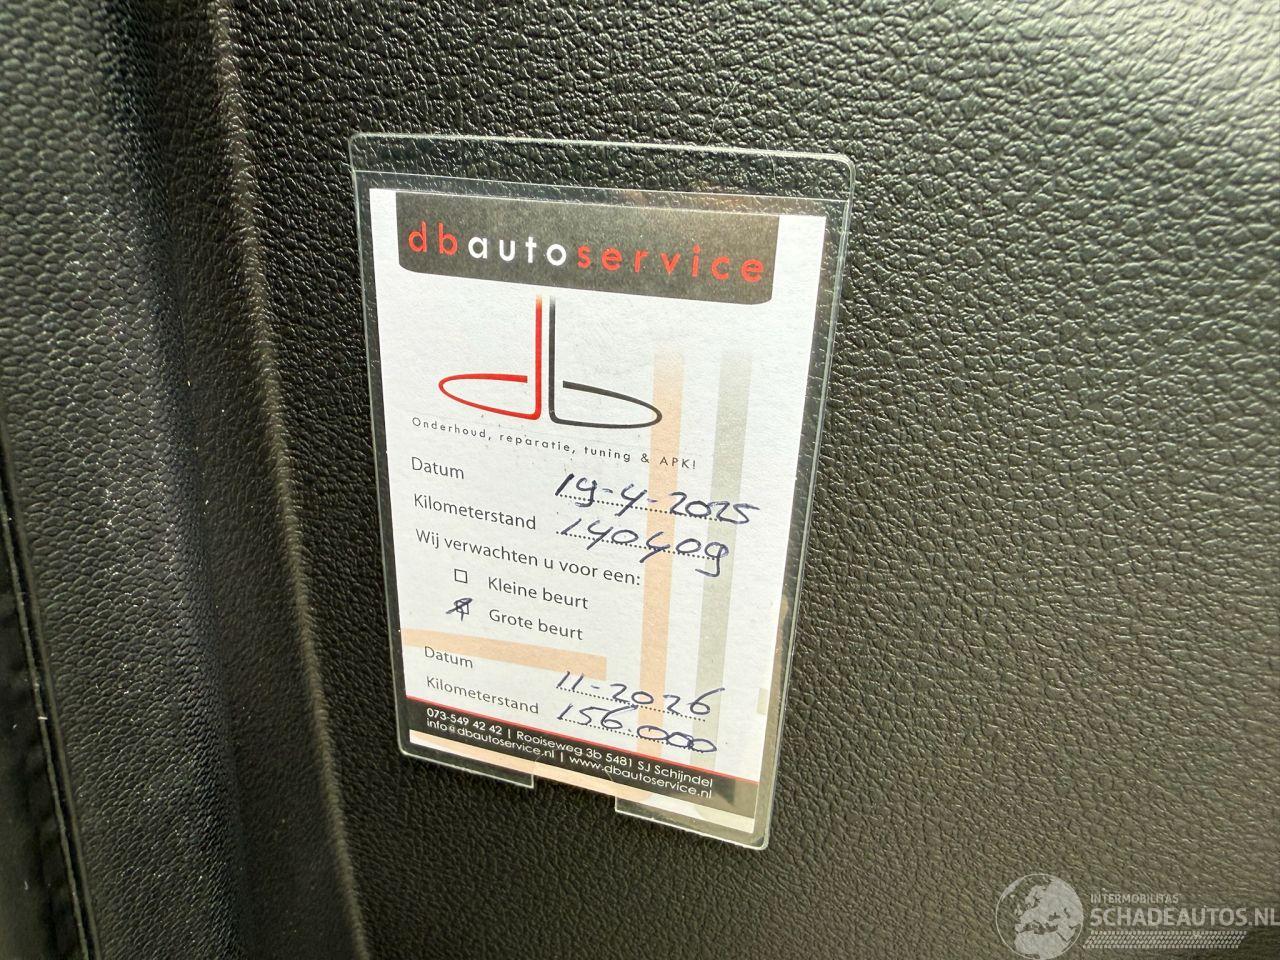 dbautoservice
db
Onderhoud, reparatie, tuning & APK!
Datum 19-4-2025
Kilometerstand 140409
Wij verwachten u voor een:
Kleine beurt
Grote beurt
Datum 11-2026
Kilometerstand 156.000
073-549 42 42 | Rooiseweg 3b 5481 SJ Schijndel
info@dbautoservice.nl | www.dbautoservice.nl
INTERMOBILITAS
SCHADEAUTOS.NL